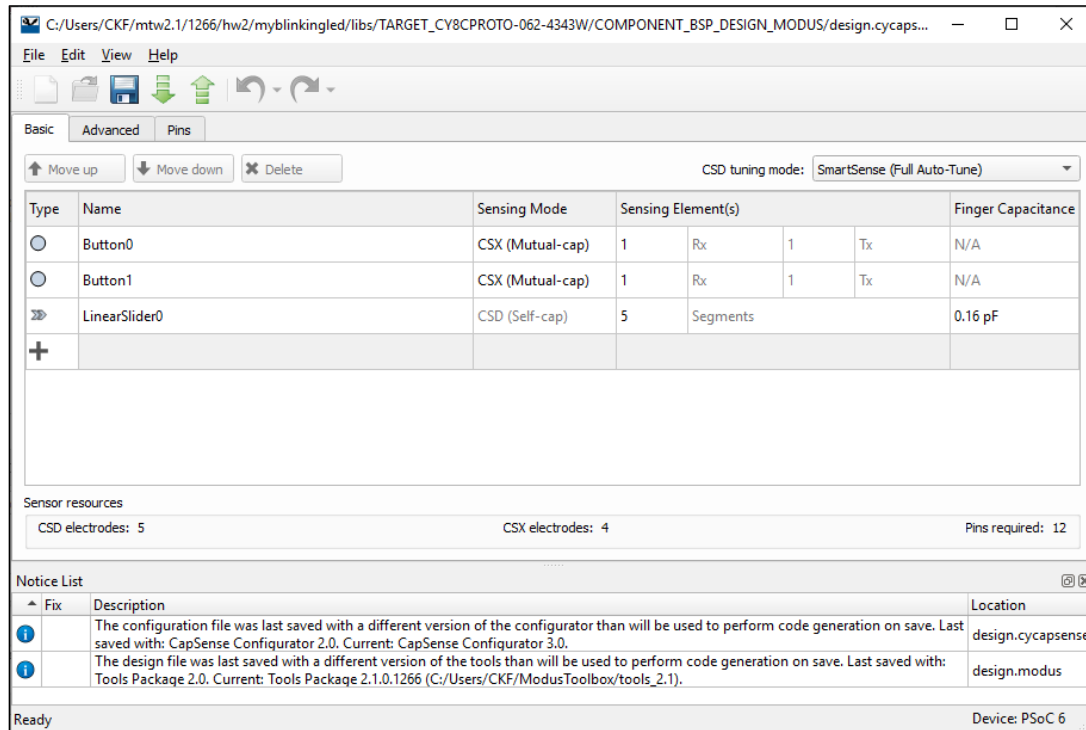 C:/Users/CKF/mtw2.1/1266/hw2/myblinkingled/libs/TARGET_CY8CPROTO-062-4343W/COMPONENT_BSP_DESIGN_MODUS/design.cycaps...
File Edit View Help
Basic Advanced Pins
Move up Move down Delete CSD tuning mode: SmartSense (Full Auto-Tune)
Type Name Sensing Mode Sensing Element(s) Finger Capacitance
Button0 CSX (Mutual-cap) 1 Rx 1 Tx N/A
Button1 CSX (Mutual-cap) 1 Rx 1 Tx N/A
LinearSlider0 CSD (Self-cap) 5 Segments 0.16 pF
Sensor resources
CSD electrodes: 5 CSX electrodes: 4 Pins required: 12
Notice List
Fix Description Location
The configuration file was last saved with a different version of the configurator than will be used to perform code generation on save. Last
saved with: CapSense Configurator 2.0. Current: CapSense Configurator 3.0. design.cycapsense
The design file was last saved with a different version of the tools than will be used to perform code generation on save. Last saved with:
Tools Package 2.0. Current: Tools Package 2.1.0.1266 (C:/Users/CKF/ModusToolbox/tools_2.1). design.modus
Ready Device: PSoC 6